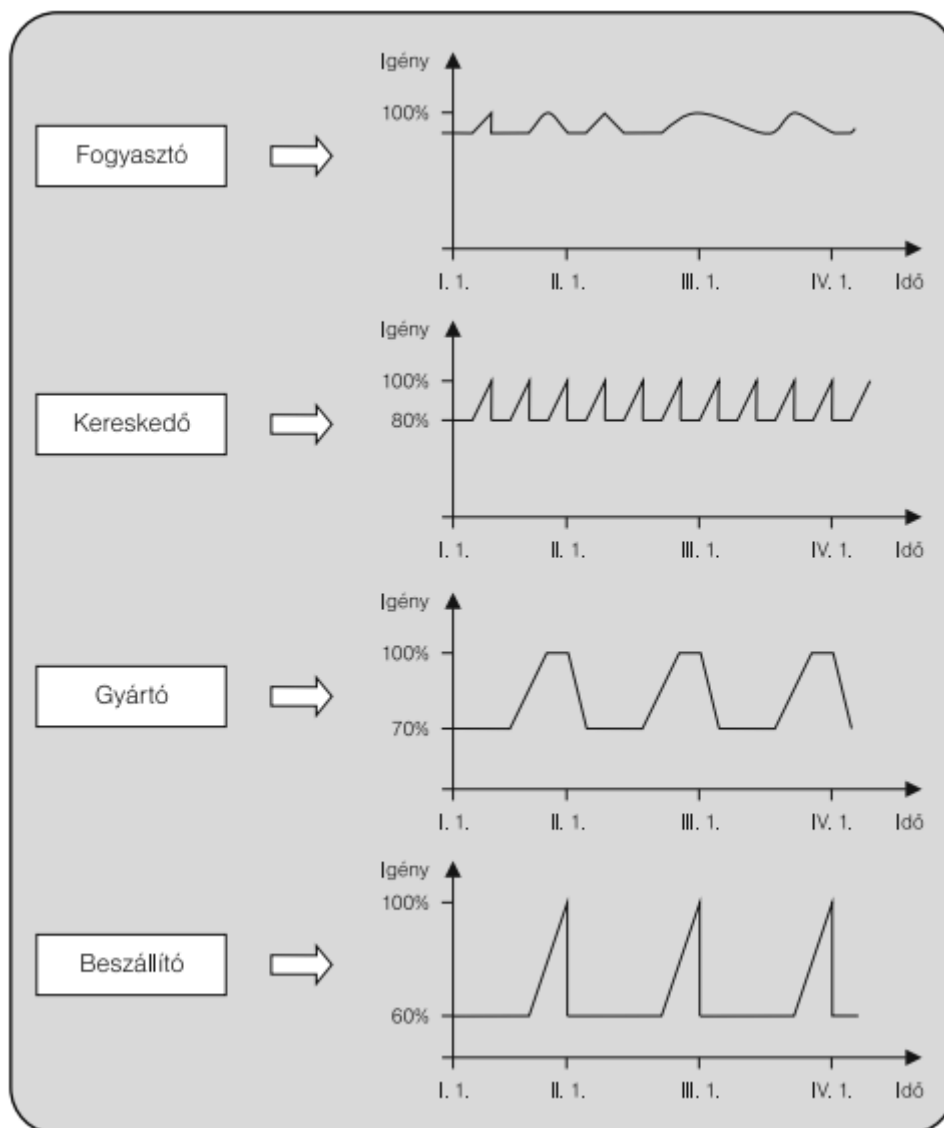 Igény
100%
Fogyasztó
I. 1. II. 1. III. 1. IV. 1. Idő
Igény
100%
Kereskedő
80%
I. 1. II. 1. III. 1. IV. 1. Idő
Igény
100%
Gyártó
70%
I. 1. II. 1. III. 1. IV. 1. Idő
Igény
100%
Beszállító
60%
I. 1. II. 1. III. 1. IV. 1. Idő